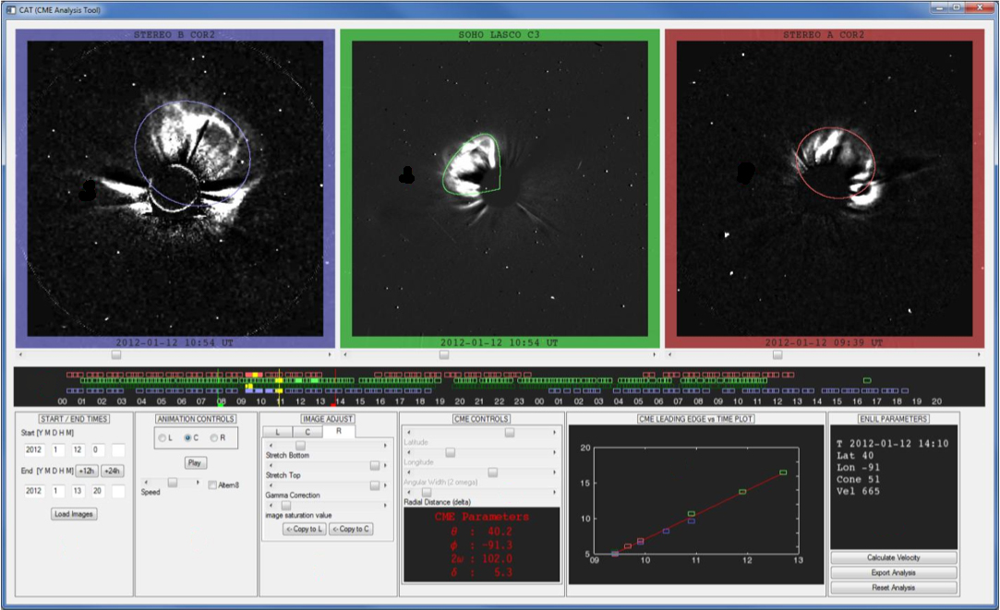 CAT (CME Analysis Tool)
STEREO B COR2
SOHO LASCO C3
STEREO A COR2
2012-01-12 10:54 UT
2012-01-12 10:54 UT
2012-01-12 09:39 UT
00 01 02 03 04 05 06 07 08 09 10 11 12 13 14 15 16 17 18 19 20 21 22 23 00 01 02 03 04 05 06 07 08 09 10 11 12 13 14 15 16 17 18 19 20
START / END TIMES
Start [Y M D H M]
2012 1 12 0
End [Y M D H M] +12h +24h
2012 1 13 20
Load Images
ANIMATION CONTROLS
L C R
Play
Speed
Altern8
IMAGE ADJUST
L C R
Stretch Bottom
Stretch Top
Gamma Correction
image saturation value
<-Copy to L <-Copy to C
CME CONTROLS
Latitude
Longitude
Angular Width (2 omega)
Radial Distance (delta)
CME Parameters
θ : 40.2
ϕ : -91.3
2ω : 102.0
δ : 5.3
CME LEADING EDGE vs TIME PLOT
20
15
10
5
09 10 11 12 13
ENLIL PARAMETERS
T 2012-01-12 14:10
Lat 40
Lon -91
Cone 51
Vel 665
Calculate Velocity
Export Analysis
Reset Analysis